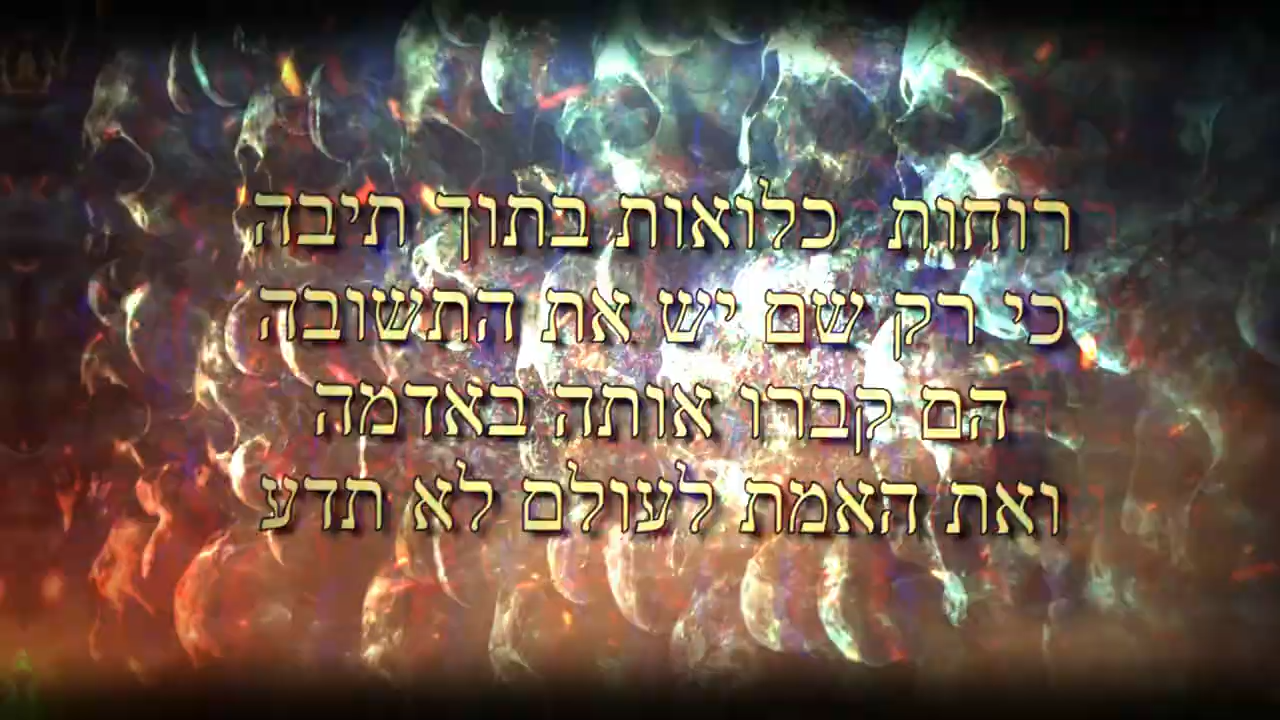 רוחות כלואות בתוך תיבה
כי רק שם יש את התשובה
הם קברו אותה באדמה
ואת האמת לעולם לא תדע